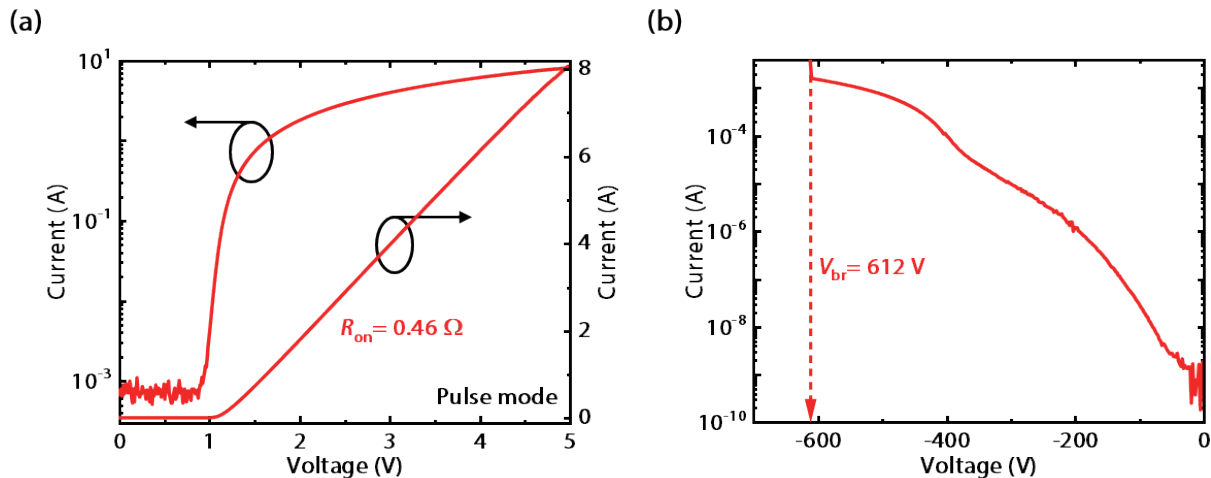 (a)
(b)
10¹
10⁰
10⁻¹
10⁻³
Current (A)
8
6
4
2
0
Current (A)
R_on = 0.46 Ω
Pulse mode
0 1 2 3 4 5
Voltage (V)
10⁻⁴
10⁻⁶
10⁻⁸
10⁻¹⁰
Current (A)
V_br = 612 V
-600 -400 -200 0
Voltage (V)